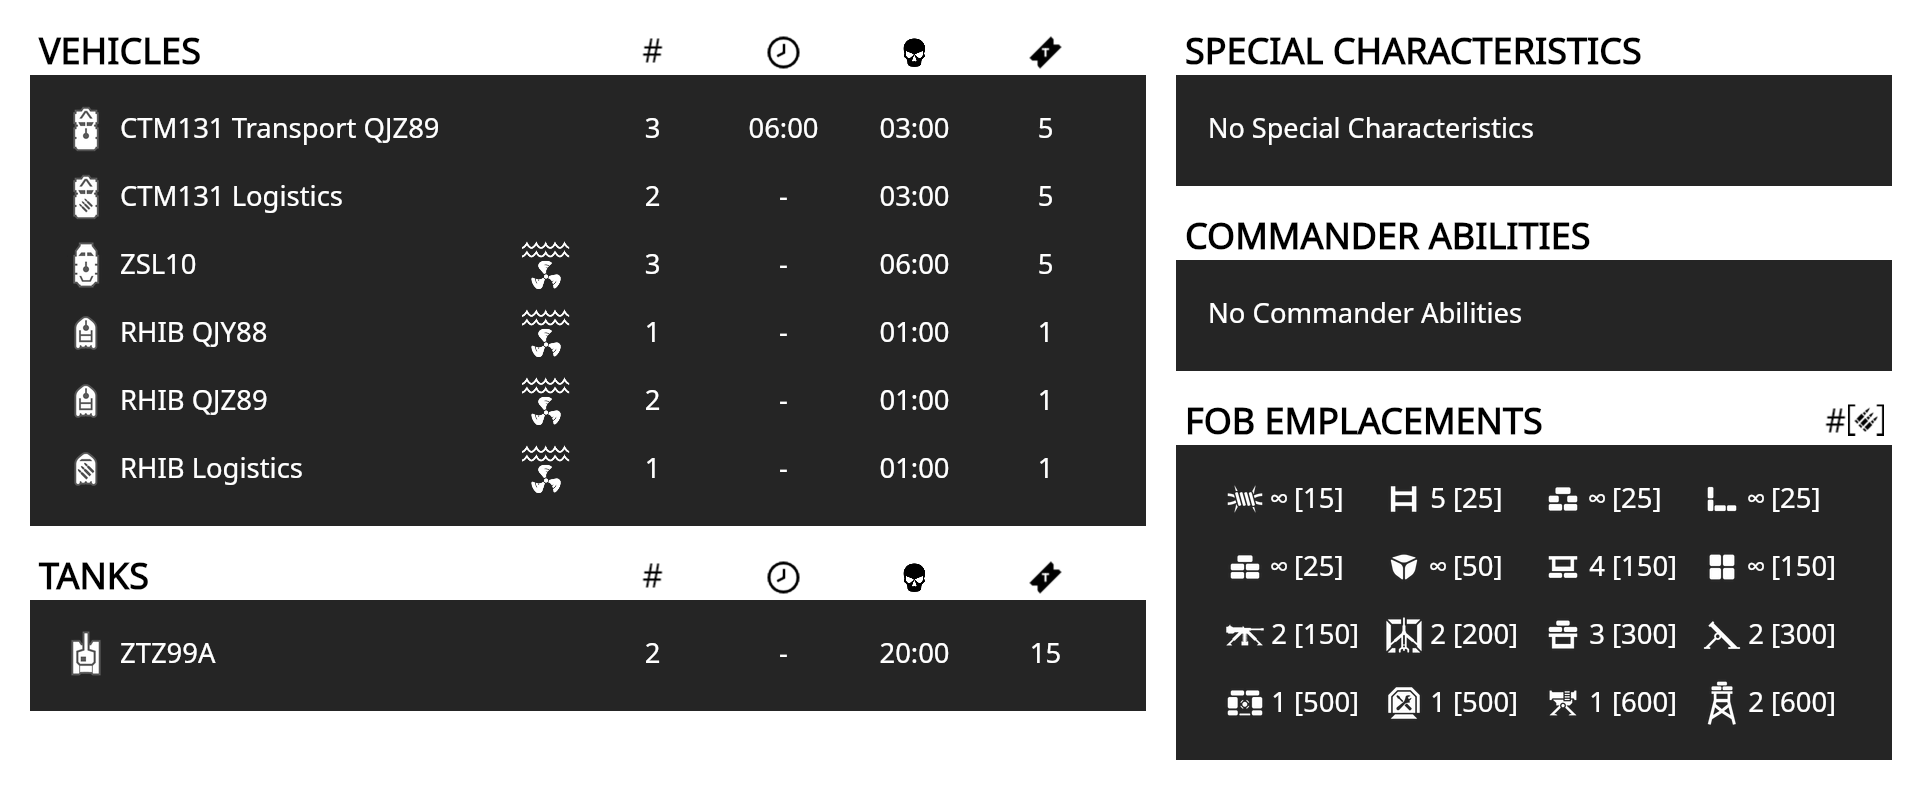 VEHICLES #
CTM131 Transport QJZ89 3 06:00 03:00 5
CTM131 Logistics 2 - 03:00 5
ZSL10 3 - 06:00 5
RHIB QJY88 1 - 01:00 1
RHIB QJZ89 2 - 01:00 1
RHIB Logistics 1 - 01:00 1
TANKS #
ZTZ99A 2 - 20:00 15
SPECIAL CHARACTERISTICS
No Special Characteristics
COMMANDER ABILITIES
No Commander Abilities
FOB EMPLACEMENTS #[]
∞ [15] 5 [25] ∞ [25] ∞ [25]
∞ [25] ∞ [50] 4 [150] ∞ [150]
2 [150] 2 [200] 3 [300] 2 [300]
1 [500] 1 [500] 1 [600] 2 [600]